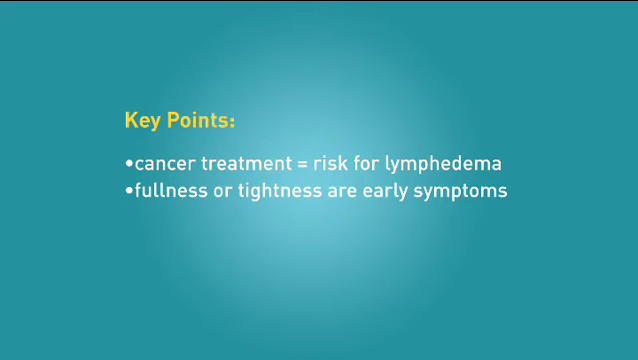 Key Points:
•cancer treatment = risk for lymphedema
•fullness or tightness are early symptoms